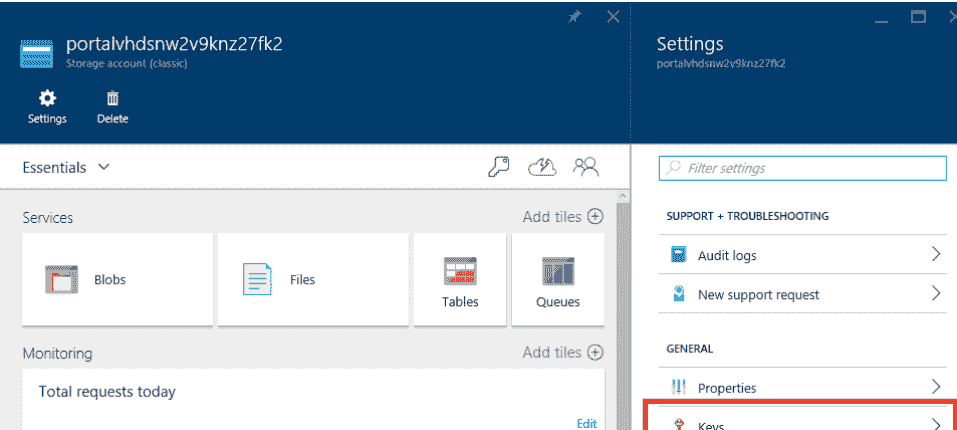 portalvhdsnw2v9knz27fk2
Storage account (classic)
Settings
Delete
Essentials
Services
Add tiles
Blobs
Files
Tables
Queues
Monitoring
Add tiles
Total requests today
Edit
Settings
portalvhdsnw2v9knz27fk2
Filter settings
SUPPORT + TROUBLESHOOTING
Audit logs
New support request
GENERAL
Properties
Keys